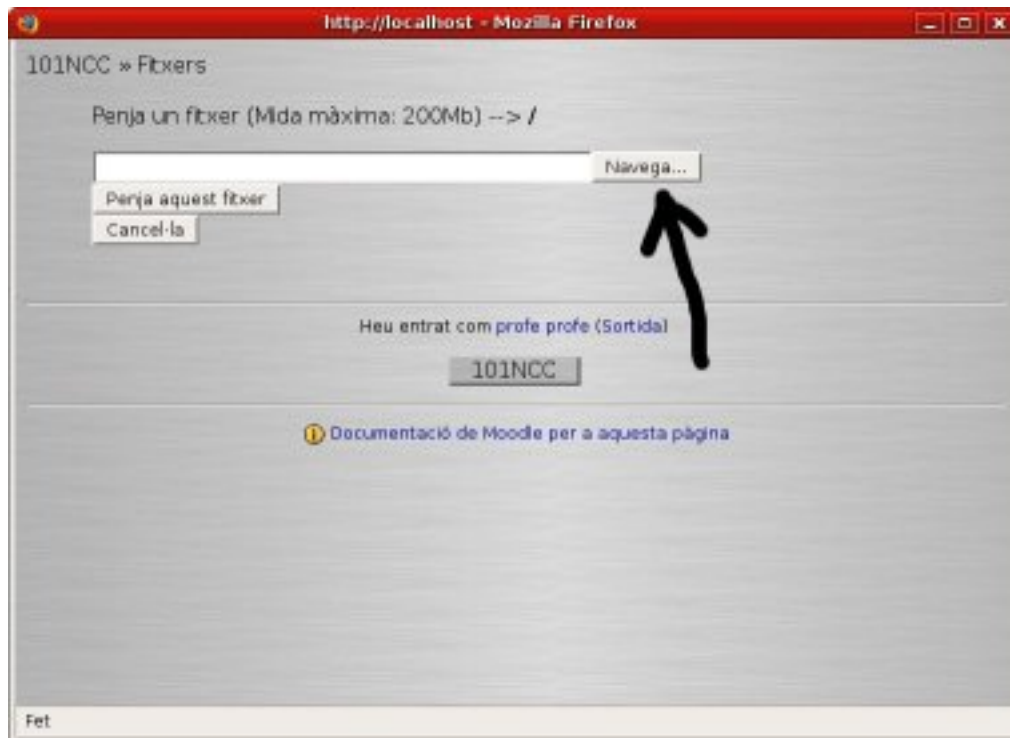 http://localhost - Mozilla Firefox
101NCC » Fitxers
Penja un fitxer (Mida màxima: 200Mb) --> /
Navega...
Penja aquest fitxer
Cancel·la
Heu entrat com profe profe (Sortida)
101NCC
Documentació de Moodle per a aquesta pàgina
Fet